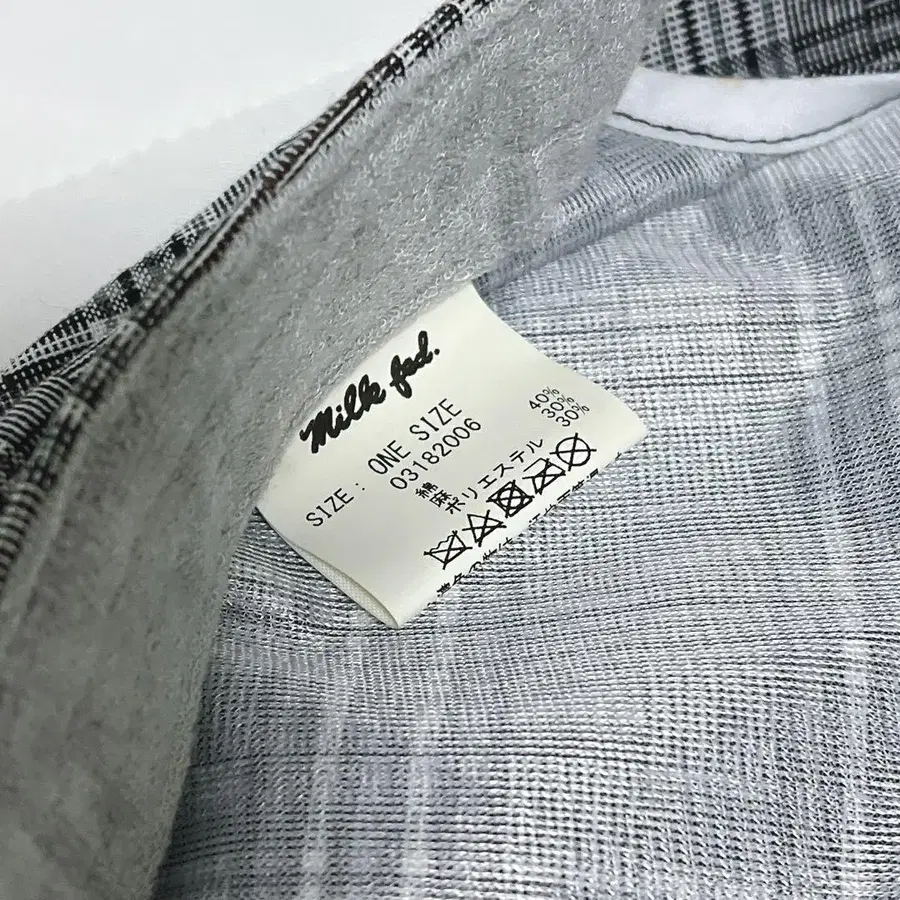 Milk fed.
SIZE: ONE SIZE
03182006
綿 40%
麻 30%
ポリエステル 30%